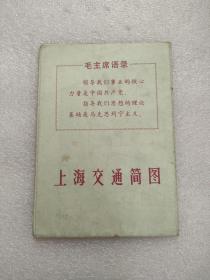 毛主席语录
领导我们事业的核心
力量是中国共产党。
指导我们思想的理论
基础是马克思列宁主义。
上海交通简图